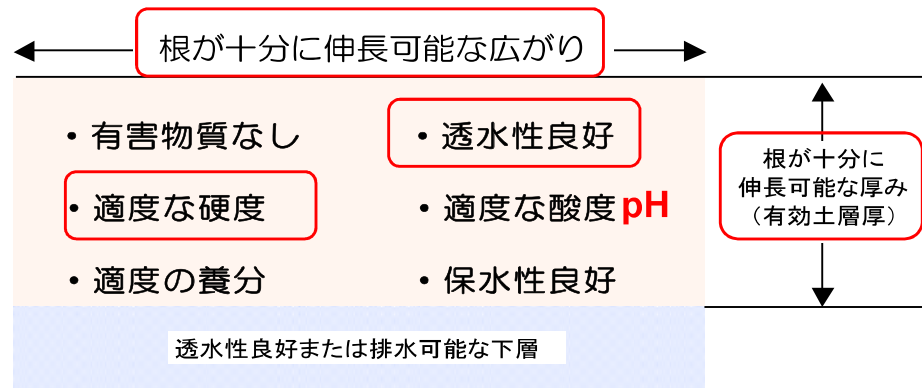 根が十分に伸長可能な広がり
・有害物質なし
・透水性良好
・適度な硬度
・適度な酸度pH
・適度の養分
・保水性良好
根が十分に
伸長可能な厚み
（有効土層厚）
透水性良好または排水可能な下層